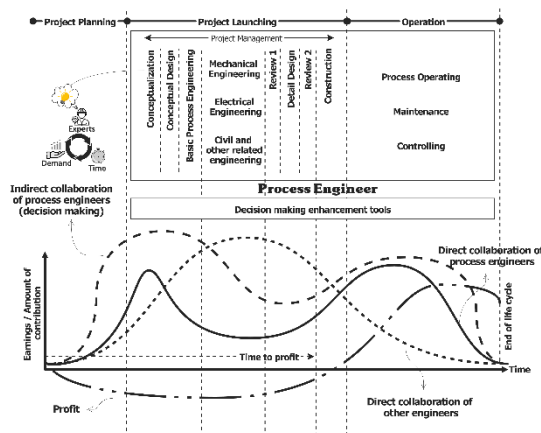 Project Planning
Project Launching
Operation
Project Management
Conceptualization
Conceptual Design
Basic Process Engineering
Mechanical
Engineering
Electrical
Engineering
Civil and
other related
engineering
Review 1
Detail Design
Review 2
Construction
Process Operating
Maintenance
Controlling
Experts
Demand
Time
Process Engineer
Decision making enhancement tools
Indirect collaboration
of process engineers
(decision making)
Direct collaboration of
process engineers
Earnings / Amount of
contribution
End of life cycle
Time to profit
Time
Profit
Direct collaboration of
other engineers